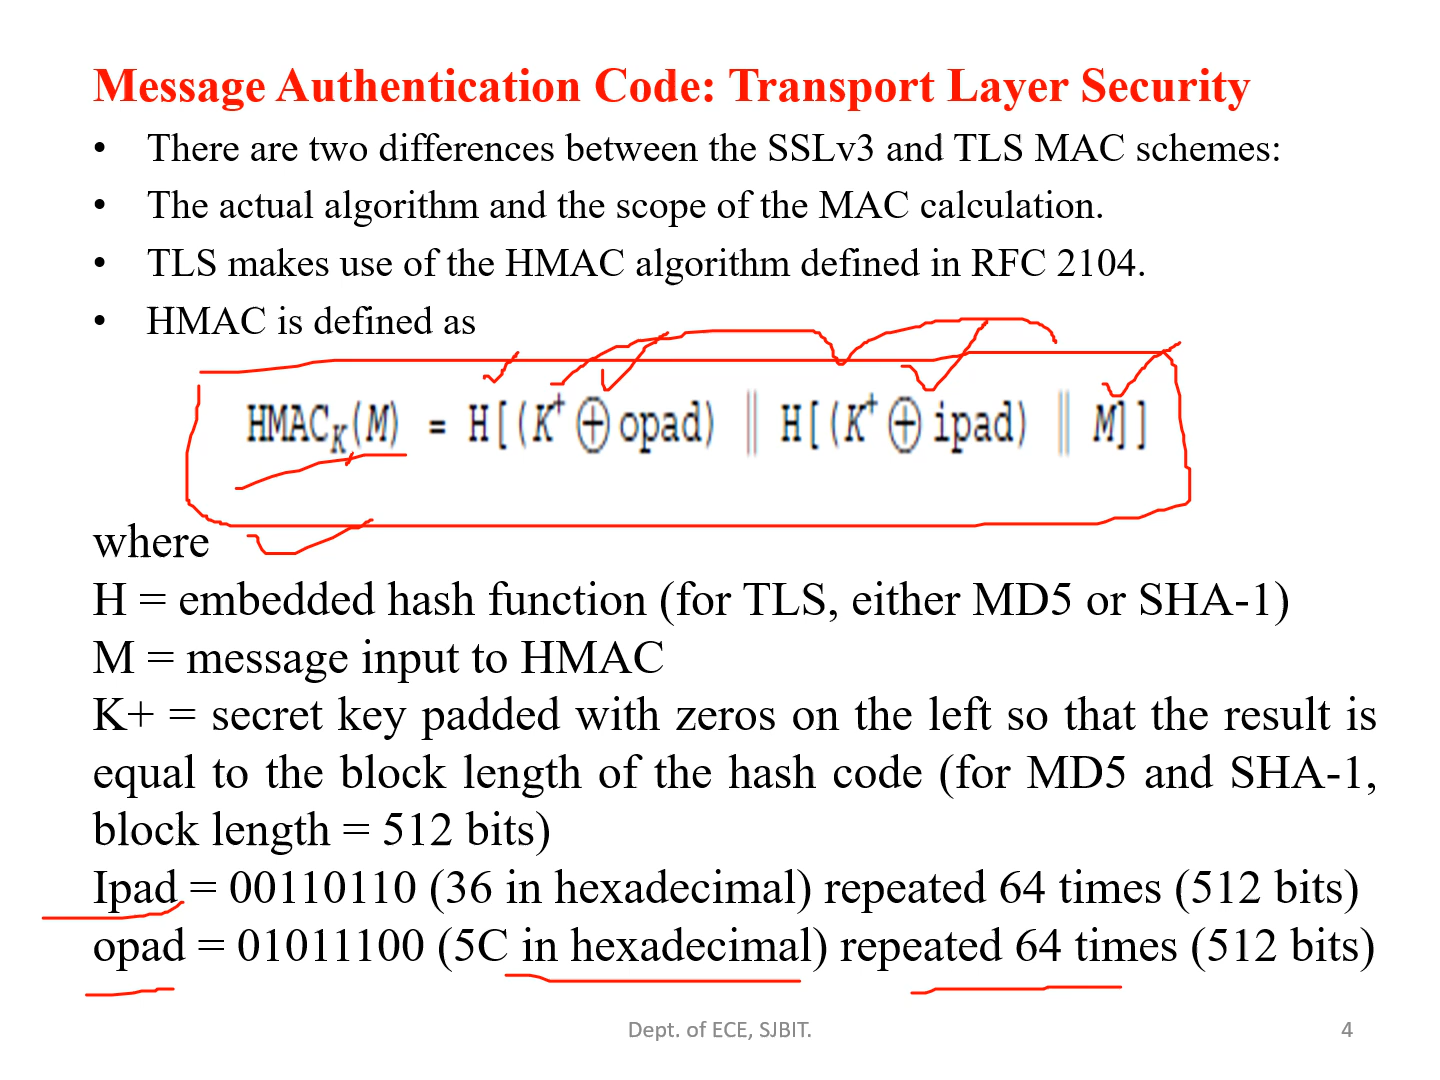 Message Authentication Code: Transport Layer Security
• There are two differences between the SSLv3 and TLS MAC schemes:
• The actual algorithm and the scope of the MAC calculation.
• TLS makes use of the HMAC algorithm defined in RFC 2104.
• HMAC is defined as
HMAC_K(M) = H[(K⁺ ⊕ opad) ‖ H[(K⁺ ⊕ ipad) ‖ M]]
where
H = embedded hash function (for TLS, either MD5 or SHA-1)
M = message input to HMAC
K+ = secret key padded with zeros on the left so that the result is
equal to the block length of the hash code (for MD5 and SHA-1,
block length = 512 bits)
Ipad = 00110110 (36 in hexadecimal) repeated 64 times (512 bits)
opad = 01011100 (5C in hexadecimal) repeated 64 times (512 bits)
Dept. of ECE, SJBIT.
4